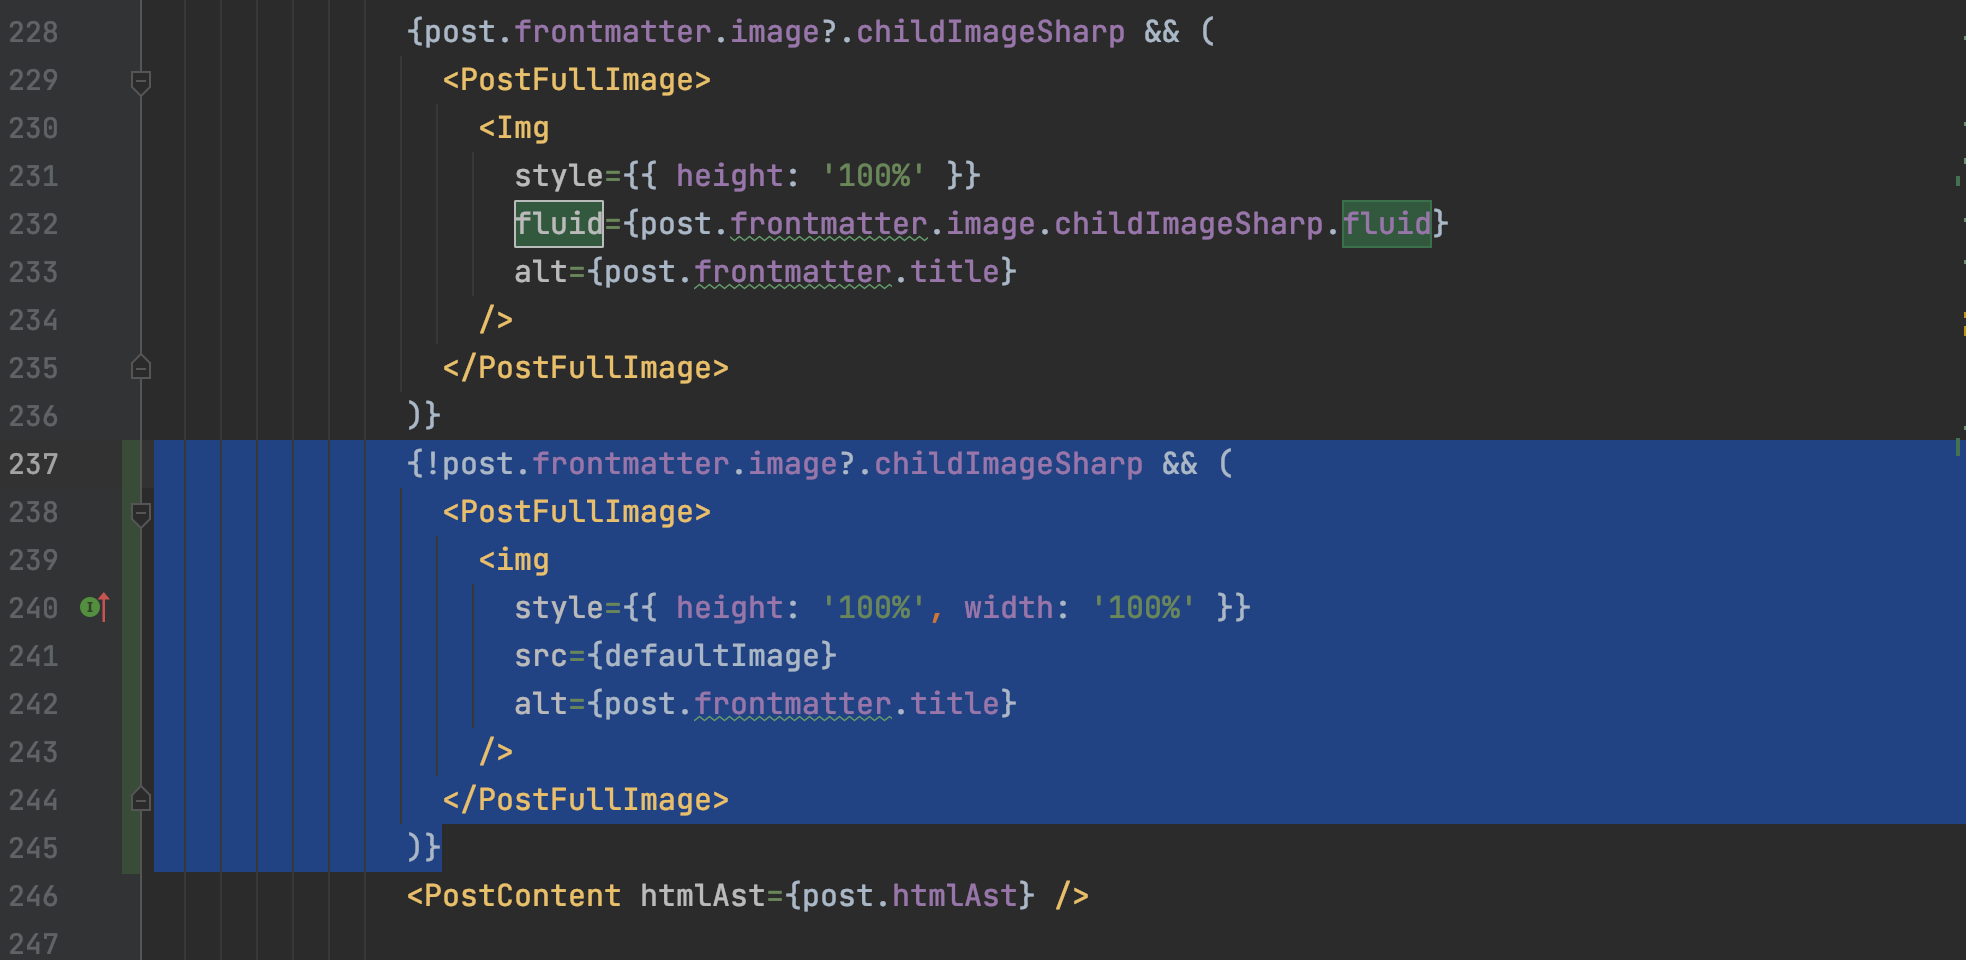 228 {post.frontmatter.image?.childImageSharp && (
229 <PostFullImage>
230 <Img
231 style={{ height: '100%' }}
232 fluid={post.frontmatter.image.childImageSharp.fluid}
233 alt={post.frontmatter.title}
234 />
235 </PostFullImage>
236 )}
237 {!post.frontmatter.image?.childImageSharp && (
238 <PostFullImage>
239 <img
240 style={{ height: '100%', width: '100%' }}
241 src={defaultImage}
242 alt={post.frontmatter.title}
243 />
244 </PostFullImage>
245 )}
246 <PostContent htmlAst={post.htmlAst} />
247